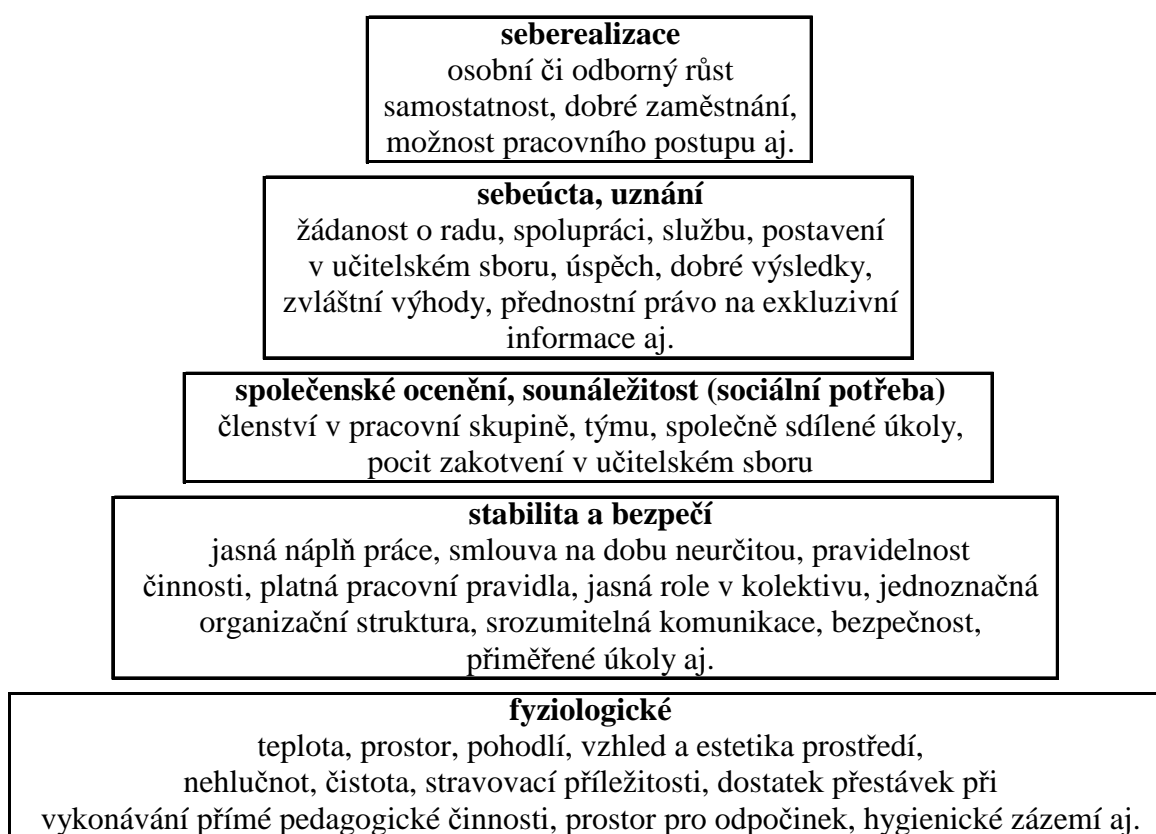 seberealizace
osobní či odborný růst
samostatnost, dobré zaměstnání,
možnost pracovního postupu aj.
sebeúcta, uznání
žádanost o radu, spolupráci, službu, postavení
v učitelském sboru, úspěch, dobré výsledky,
zvláštní výhody, přednostní právo na exkluzivní
informace aj.
společenské ocenění, sounáležitost (sociální potřeba)
členství v pracovní skupině, týmu, společně sdílené úkoly,
pocit zakotvení v učitelském sboru
stabilita a bezpečí
jasná náplň práce, smlouva na dobu neurčitou, pravidelnost
činnosti, platná pracovní pravidla, jasná role v kolektivu, jednoznačná
organizační struktura, srozumitelná komunikace, bezpečnost,
přiměřené úkoly aj.
fyziologické
teplota, prostor, pohodlí, vzhled a estetika prostředí,
nehlučnot, čistota, stravovací příležitosti, dostatek přestávek při
vykonávání přímé pedagogické činnosti, prostor pro odpočinek, hygienické zázemí aj.